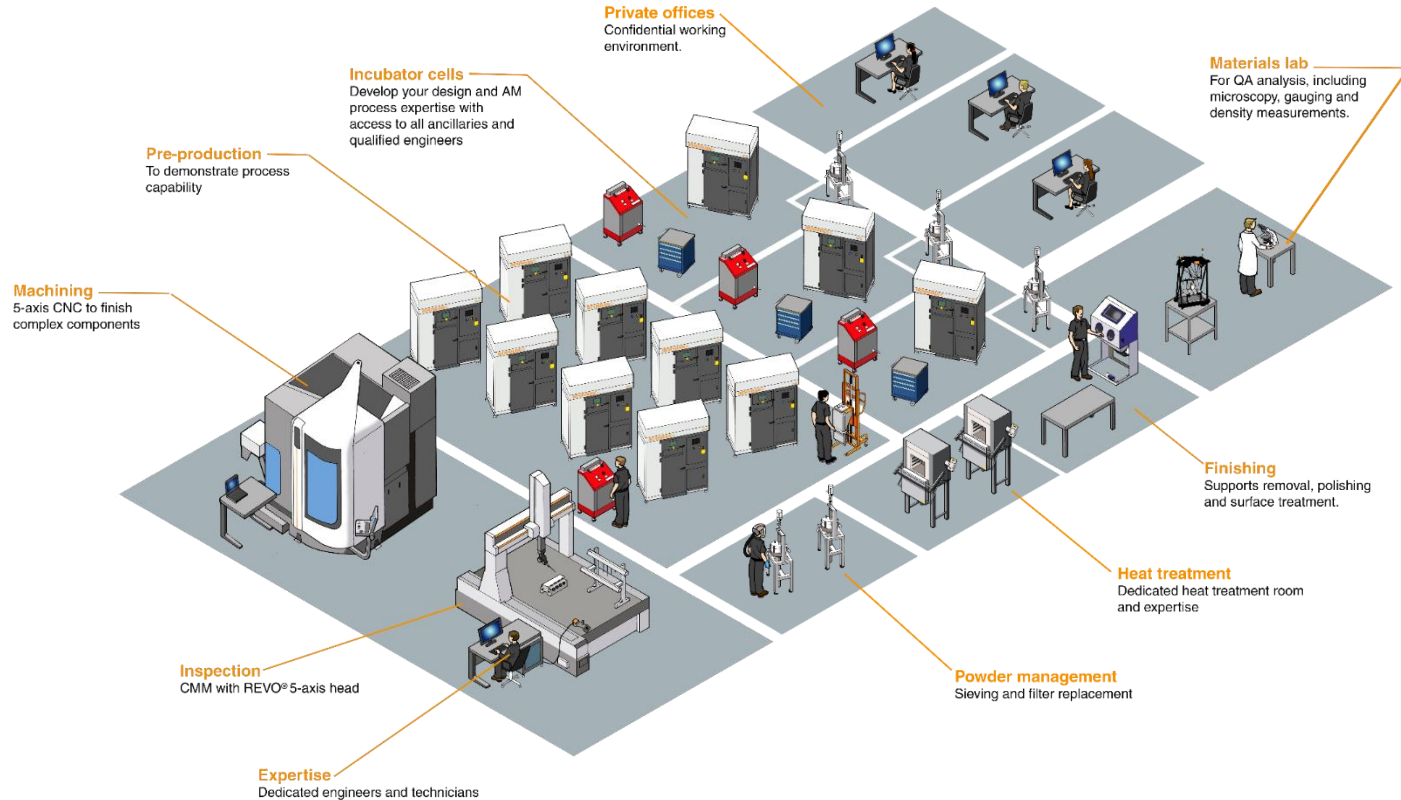 Private offices
Confidential working
environment.
Incubator cells
Develop your design and AM
process expertise with
access to all ancillaries and
qualified engineers
Materials lab
For QA analysis, including
microscopy, gauging and
density measurements.
Pre-production
To demonstrate process
capability
Machining
5-axis CNC to finish
complex components
Finishing
Supports removal, polishing
and surface treatment.
Heat treatment
Dedicated heat treatment room
and expertise
Inspection
CMM with REVO® 5-axis head
Powder management
Sieving and filter replacement
Expertise
Dedicated engineers and technicians